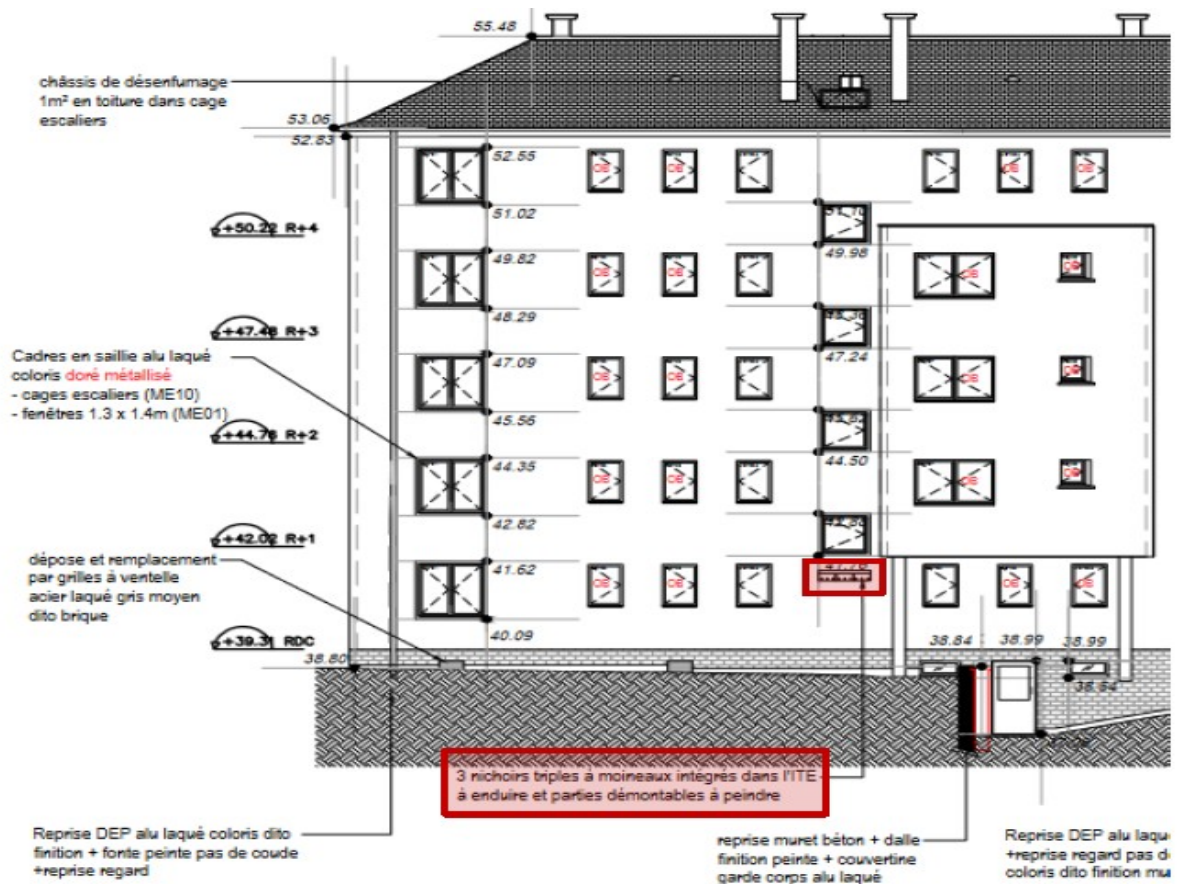 55.48
châssis de désenfumage
1m² en toiture dans cage
escaliers
53.06
52.83
52.55
51.02
+50.22 R+4
49.98
49.82
48.29
+47.48 R+3
47.24
47.09
Cadres en saillie alu laqué
coloris doré métallisé
- cages escaliers (ME10)
- fenêtres 1.3 x 1.4m (ME01)
45.56
+44.76 R+2
44.50
44.35
42.82
+42.02 R+1
41.62
dépose et remplacement
par grilles à ventelle
acier laqué gris moyen
dito brique
40.09
+39.31 RDC
38.80
38.84
38.99
38.99
3 nichoirs triples à moineaux intégrés dans l'ITE
à enduire et parties démontables à peindre
Reprise DEP alu laqué coloris dito
finition + fonte peinte pas de coude
+reprise regard
reprise muret béton + dalle
finition peinte + couvertine
garde corps alu laqué
Reprise DEP alu laqu
+reprise regard pas d
coloris dito finition mu